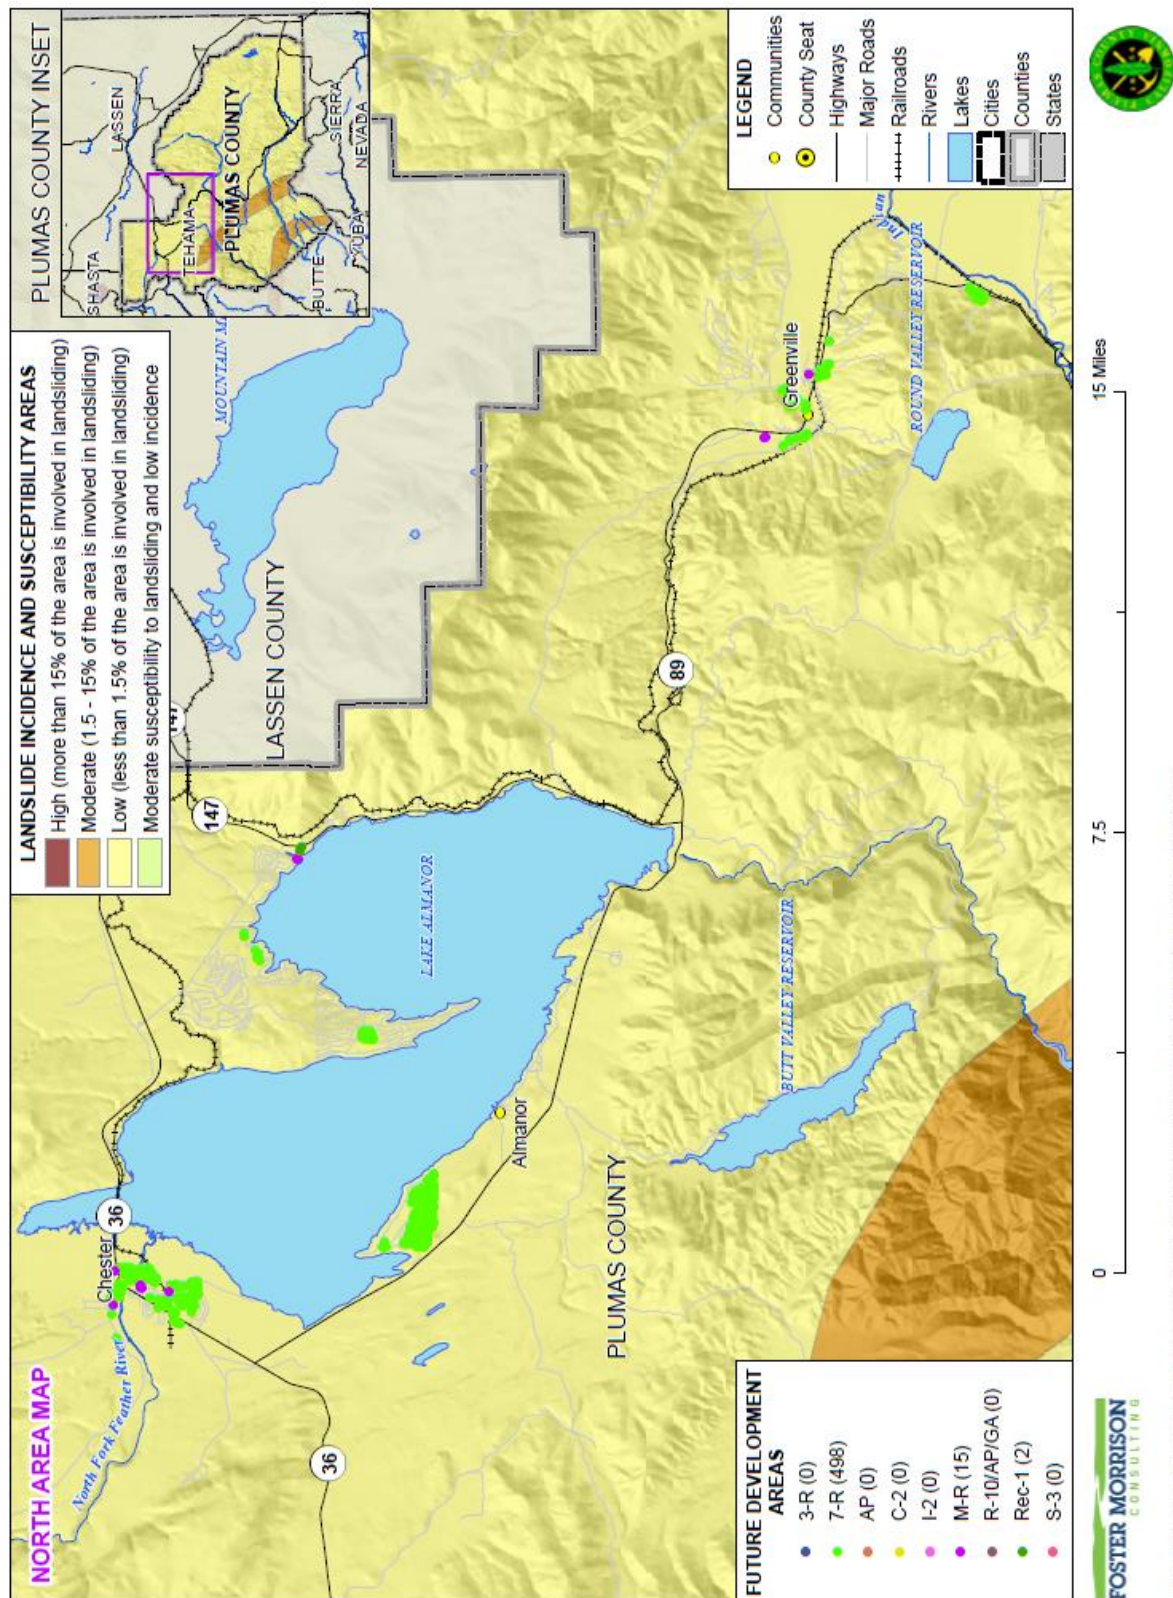 NORTH AREA MAP
LANDSLIDE INCIDENCE AND SUSCEPTIBILITY AREAS
High (more than 15% of the area is involved in landsliding)
Moderate (1.5 - 15% of the area is involved in landsliding)
Low (less than 1.5% of the area is involved in landsliding)
Moderate susceptibility to landsliding and low incidence
PLUMAS COUNTY INSET
SHASTA
LASSEN
TEHAMA
PLUMAS COUNTY
BUTTE
SIERRA
YUBA
NEVADA
North Fork Feather River
Chester
36
36
147
147
MOUNTAIN M
LASSEN COUNTY
LAKE ALMANOR
Almanor
PLUMAS COUNTY
BUTT VALLEY RESERVOIR
89
Greenville
ROUND VALLEY RESERVOIR
FUTURE DEVELOPMENT
AREAS
3-R (0)
7-R (498)
AP (0)
C-2 (0)
I-2 (0)
M-R (15)
R-10/AP/GA (0)
Rec-1 (2)
S-3 (0)
LEGEND
Communities
County Seat
Highways
Major Roads
Railroads
Rivers
Lakes
Cities
Counties
States
FOSTER MORRISON
CONSULTING
0
7.5
15 Miles